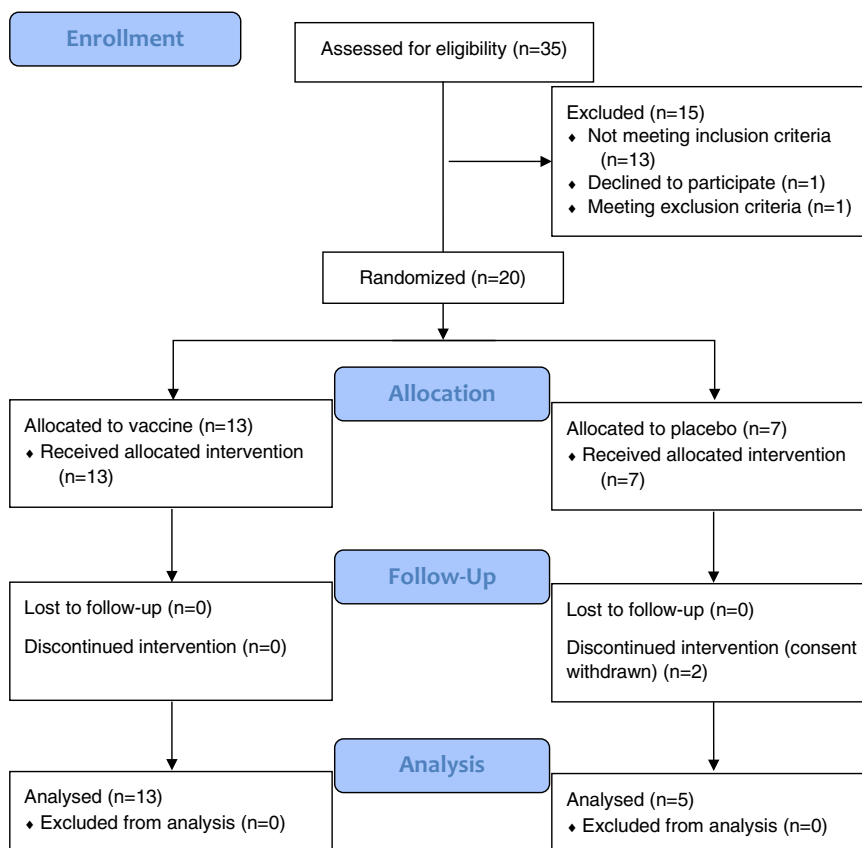 Enrollment
Assessed for eligibility (n=35)
Excluded (n=15)
♦ Not meeting inclusion criteria
(n=13)
♦ Declined to participate (n=1)
♦ Meeting exclusion criteria (n=1)
Randomized (n=20)
Allocation
Allocated to vaccine (n=13)
♦ Received allocated intervention
(n=13)
Allocated to placebo (n=7)
♦ Received allocated intervention
(n=7)
Follow-Up
Lost to follow-up (n=0)
Discontinued intervention (n=0)
Lost to follow-up (n=0)
Discontinued intervention (consent
withdrawn) (n=2)
Analysis
Analysed (n=13)
♦ Excluded from analysis (n=0)
Analysed (n=5)
♦ Excluded from analysis (n=0)